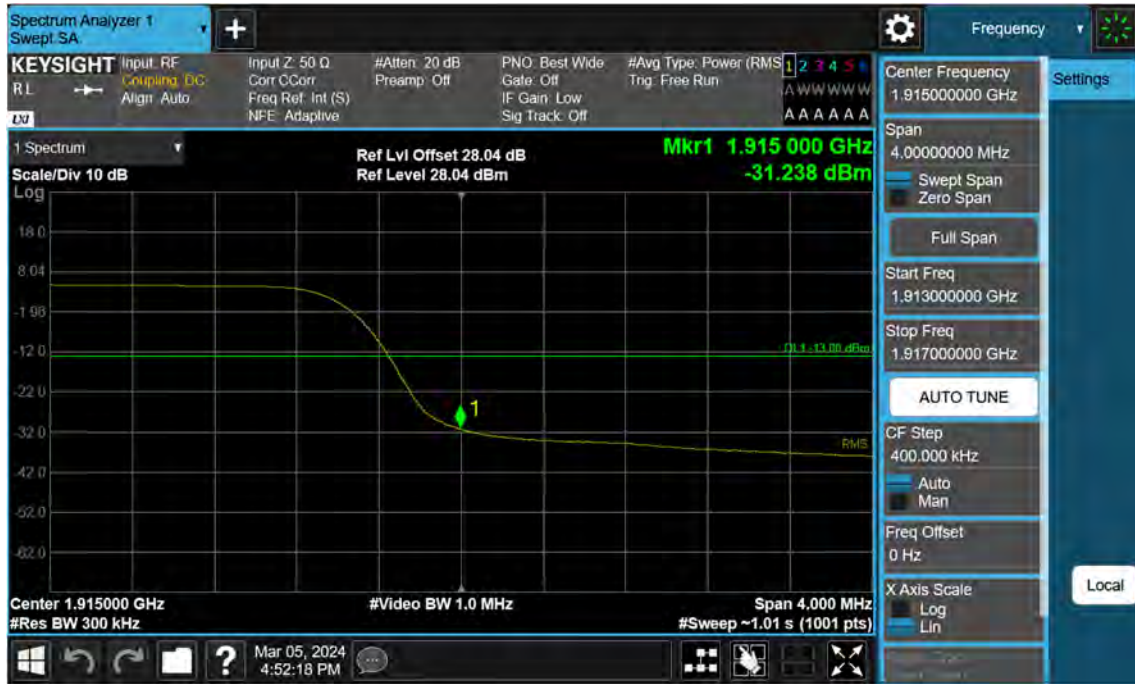 Spectrum Analyzer 1
Swept SA
+
Frequency
KEYSIGHT
RL
LXI
Input: RF
Coupling: DC
Align: Auto
Input Z: 50 Ω
Corr CCorr
Freq Ref: Int (S)
NFE: Adaptive
#Atten: 20 dB
Preamp: Off
PNO: Best Wide
Gate: Off
IF Gain: Low
Sig Track: Off
#Avg Type: Power (RMS
Trig: Free Run
1 2 3 4 5 6
A W W W W W
A A A A A A
1 Spectrum
Scale/Div 10 dB
Ref Lvl Offset 28.04 dB
Ref Level 28.04 dBm
Mkr1 1.915 000 GHz
-31.238 dBm
Log
18.0
8.04
-1.96
-12.0
-22.0
-32.0
-42.0
-52.0
-62.0
DL1 -13.00 dBm
1
RMS
Center 1.915000 GHz
#Res BW 300 kHz
#Video BW 1.0 MHz
Span 4.000 MHz
#Sweep ~1.01 s (1001 pts)
Center Frequency
1.915000000 GHz
Span
4.00000000 MHz
Swept Span
Zero Span
Full Span
Start Freq
1.913000000 GHz
Stop Freq
1.917000000 GHz
AUTO TUNE
CF Step
400.000 kHz
Auto
Man
Freq Offset
0 Hz
X Axis Scale
Log
Lin
Settings
Local
?
Mar 05, 2024
4:52:18 PM